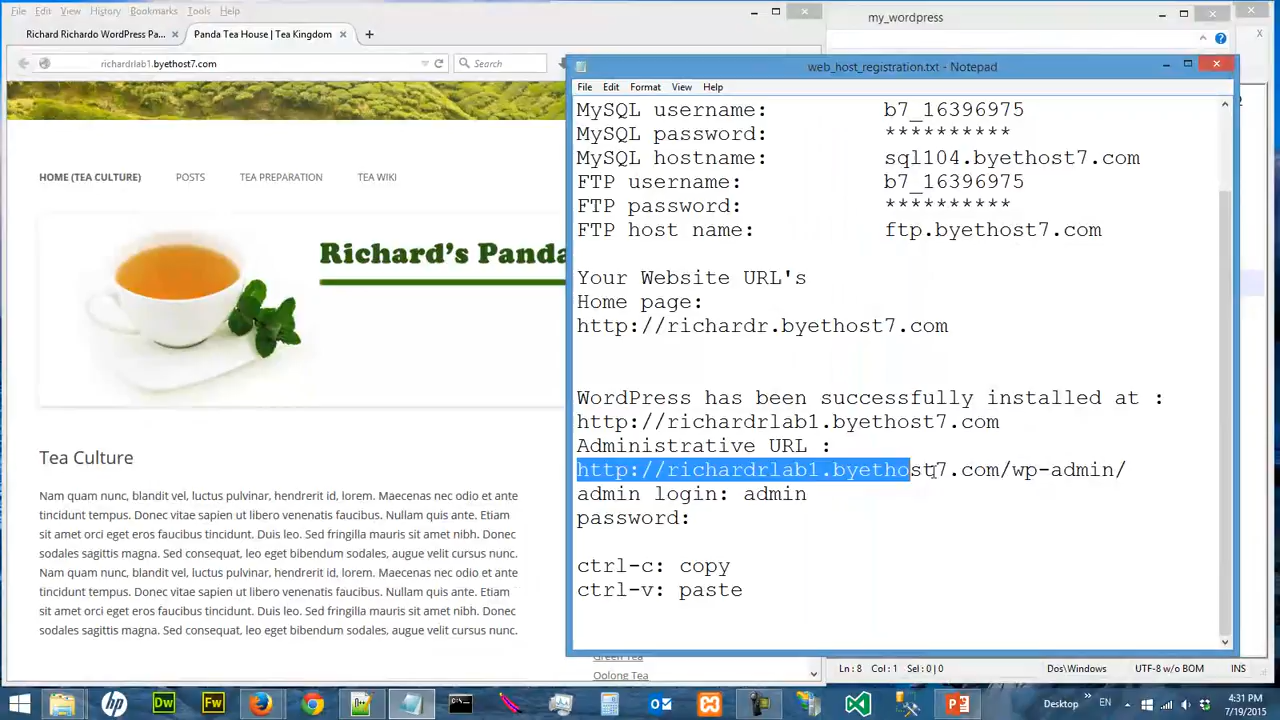 File Edit View History Bookmarks Tools Help
my_wordpress
Richard Richardo WordPress Pa... Panda Tea House | Tea Kingdom
richardrlab1.byethost7.com
Search
web_host_registration.txt - Notepad
File Edit Format View Help
MySQL username: b7_16396975
MySQL password: **********
MySQL hostname: sql104.byethost7.com
FTP username: b7_16396975
FTP password: **********
FTP host name: ftp.byethost7.com
Your Website URL's
Home page:
http://richardr.byethost7.com
WordPress has been successfully installed at :
http://richardrlab1.byethost7.com
Administrative URL :
http://richardrlab1.byethost7.com/wp-admin/
admin login: admin
password:
ctrl-c: copy
ctrl-v: paste
HOME (TEA CULTURE) POSTS TEA PREPARATION TEA WIKI
Richard's Panda
Tea Culture
Nam quam nunc, blandit vel, luctus pulvinar, hendrerit id, lorem. Maecenas nec odio et ante
tincidunt tempus. Donec vitae sapien ut libero venenatis faucibus. Nullam quis ante. Etiam
sit amet orci eget eros faucibus tincidunt. Duis leo. Sed fringilla mauris sit amet nibh. Donec
sodales sagittis magna. Sed consequat, leo eget bibendum sodales, augue velit cursus nunc.
Nam quam nunc, blandit vel, luctus pulvinar, hendrerit id, lorem. Maecenas nec odio et ante
tincidunt tempus. Donec vitae sapien ut libero venenatis faucibus. Nullam quis ante. Etiam
sit amet orci eget eros faucibus tincidunt. Duis leo. Sed fringilla mauris sit amet nibh. Donec
sodales sagittis magna. Sed consequat, leo eget bibendum sodales, augue velit cursus nunc.
Green Tea
Oolong Tea
Ln : 8 Col : 1 Sel : 0 | 0 Dos\Windows UTF-8 w/o BOM INS
hp Dw Fw
Desktop EN
4:31 PM
7/19/2015